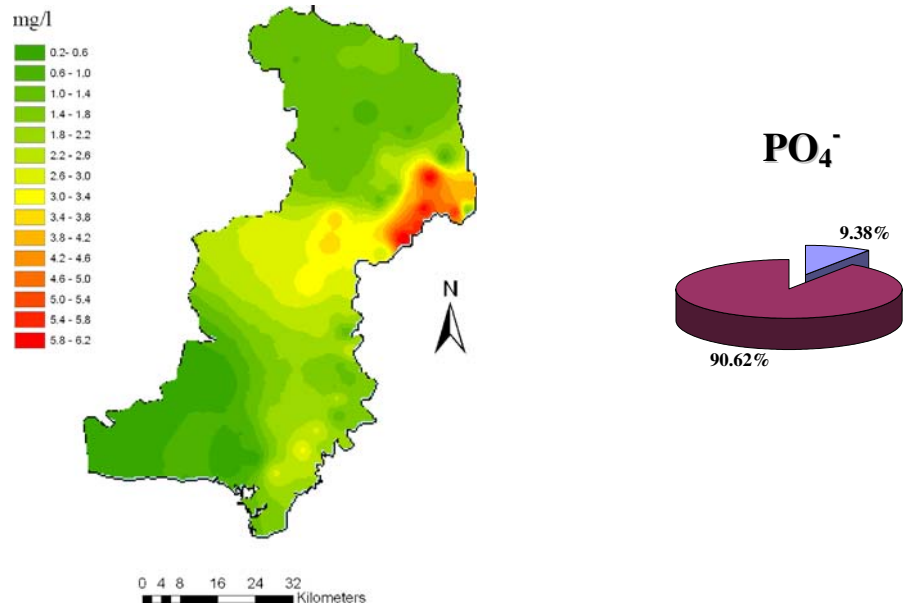 mg/l
0.2- 0.6
0.6 - 1.0
1.0 - 1.4
1.4 - 1.8
1.8 - 2.2
2.2 - 2.6
2.6 - 3.0
3.0 - 3.4
3.4 - 3.8
3.8 - 4.2
4.2 - 4.6
4.6 - 5.0
5.0 - 5.4
5.4 - 5.8
5.8 - 6.2
N
0 4 8 16 24 32
Kilometers
PO₄⁻
9.38%
90.62%